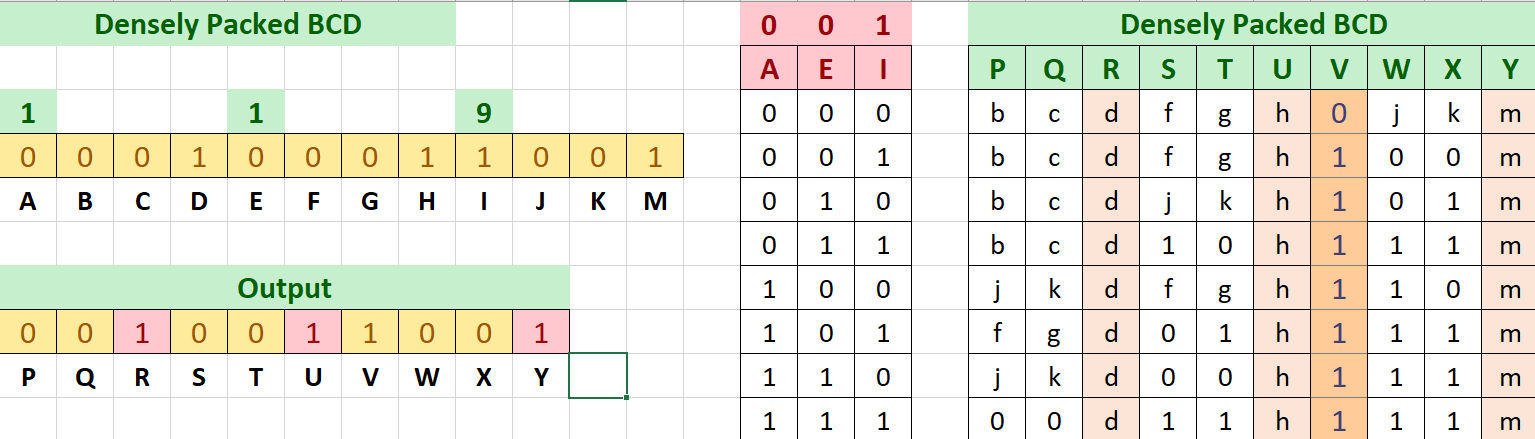 Densely Packed BCD 0 0 1 Densely Packed BCD
A E I P Q R S T U V W X Y
1 1 9 0 0 0 b c d f g h 0 j k m
0 0 0 1 0 0 0 1 1 0 0 1 0 0 1 b c d f g h 1 0 0 m
A B C D E F G H I J K M 0 1 0 b c d j k h 1 0 1 m
0 1 1 b c d 1 0 h 1 1 1 m
Output 1 0 0 j k d f g h 1 1 0 m
0 0 1 0 0 1 1 0 0 1 1 0 1 f g d 0 1 h 1 1 1 m
P Q R S T U V W X Y 1 1 0 j k d 0 0 h 1 1 1 m
1 1 1 0 0 d 1 1 h 1 1 1 m